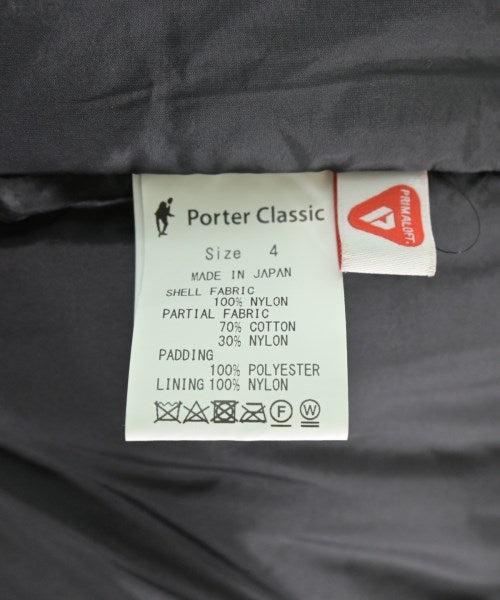 Porter Classic
Size 4
MADE IN JAPAN
SHELL FABRIC
100% NYLON
PARTIAL FABRIC
70% COTTON
30% NYLON
PADDING
100% POLYESTER
LINING 100% NYLON
F W
PRIMALOFT